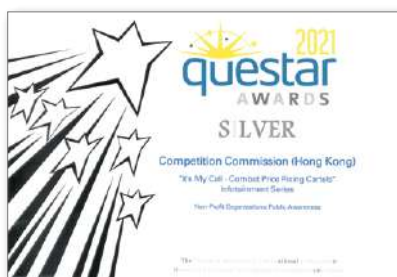 2021
questar
AWARDS
SILVER
Competition Commission (Hong Kong)
"It's My Call - Combat Price Fixing Cartels"
Infotainment Series
Non Profit Organizations: Public Awareness
The